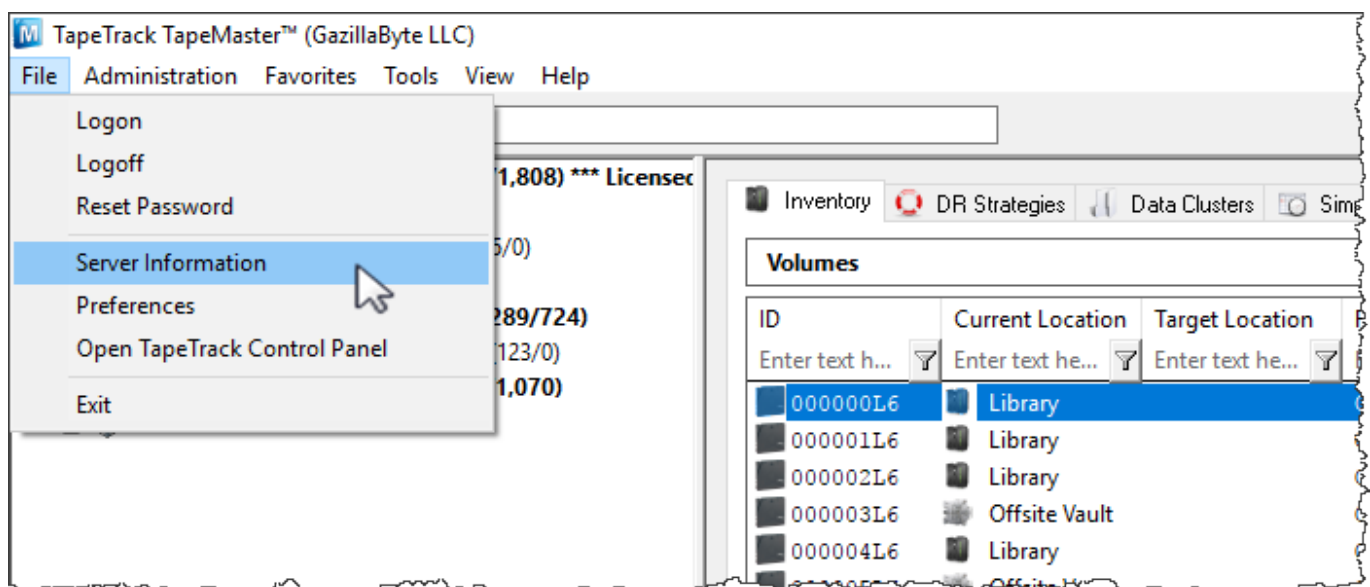 TapeTrack TapeMaster™ (GazillaByte LLC)
File Administration Favorites Tools View Help
Logon
Logoff
Reset Password
Server Information
Preferences
Open TapeTrack Control Panel
Exit
1,808) *** Licensed
/0)
289/724)
123/0)
1,070)
Inventory DR Strategies Data Clusters
Volumes
ID Current Location Target Location
Enter text h... Enter text he... Enter text he...
000000L6 Library
000001L6 Library
000002L6 Library
000003L6 Offsite Vault
000004L6 Library